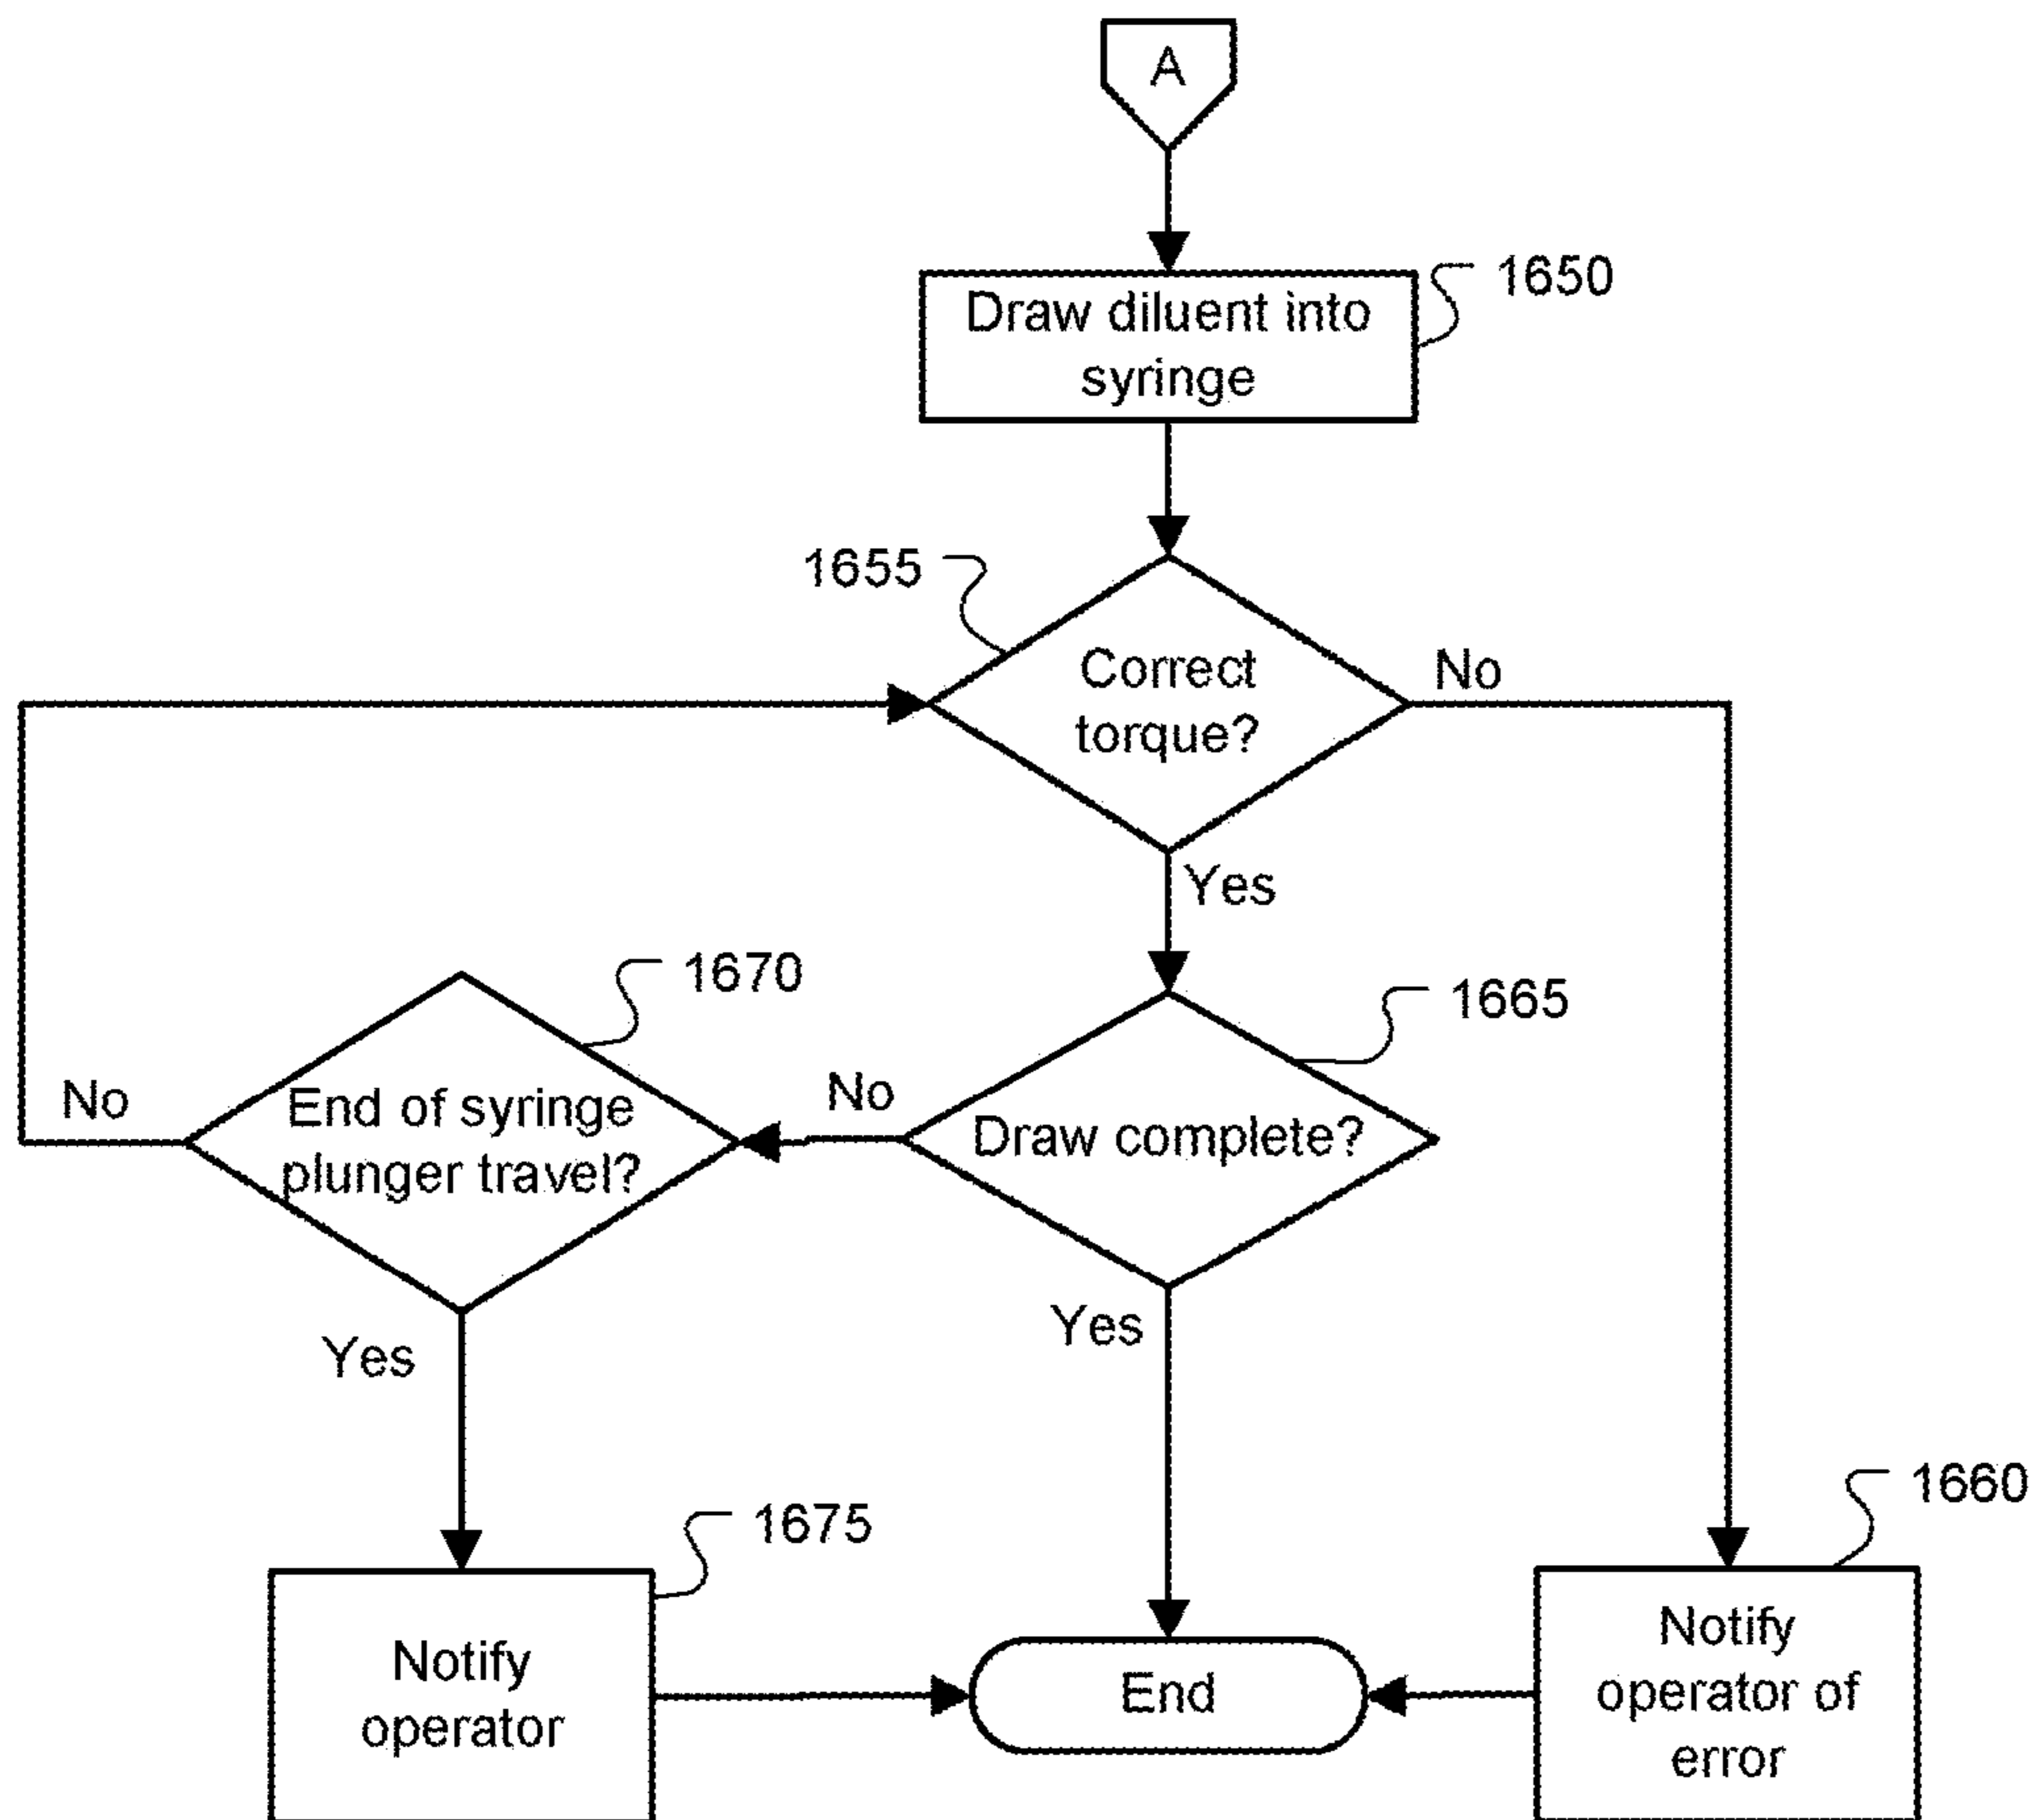 A
Draw diluent into
syringe
1650
1655
Correct
torque?
No
Yes
1670
1665
No
End of syringe
plunger travel?
No
Draw complete?
Yes
Yes
1675
1660
Notify
operator
End
Notify
operator of
error